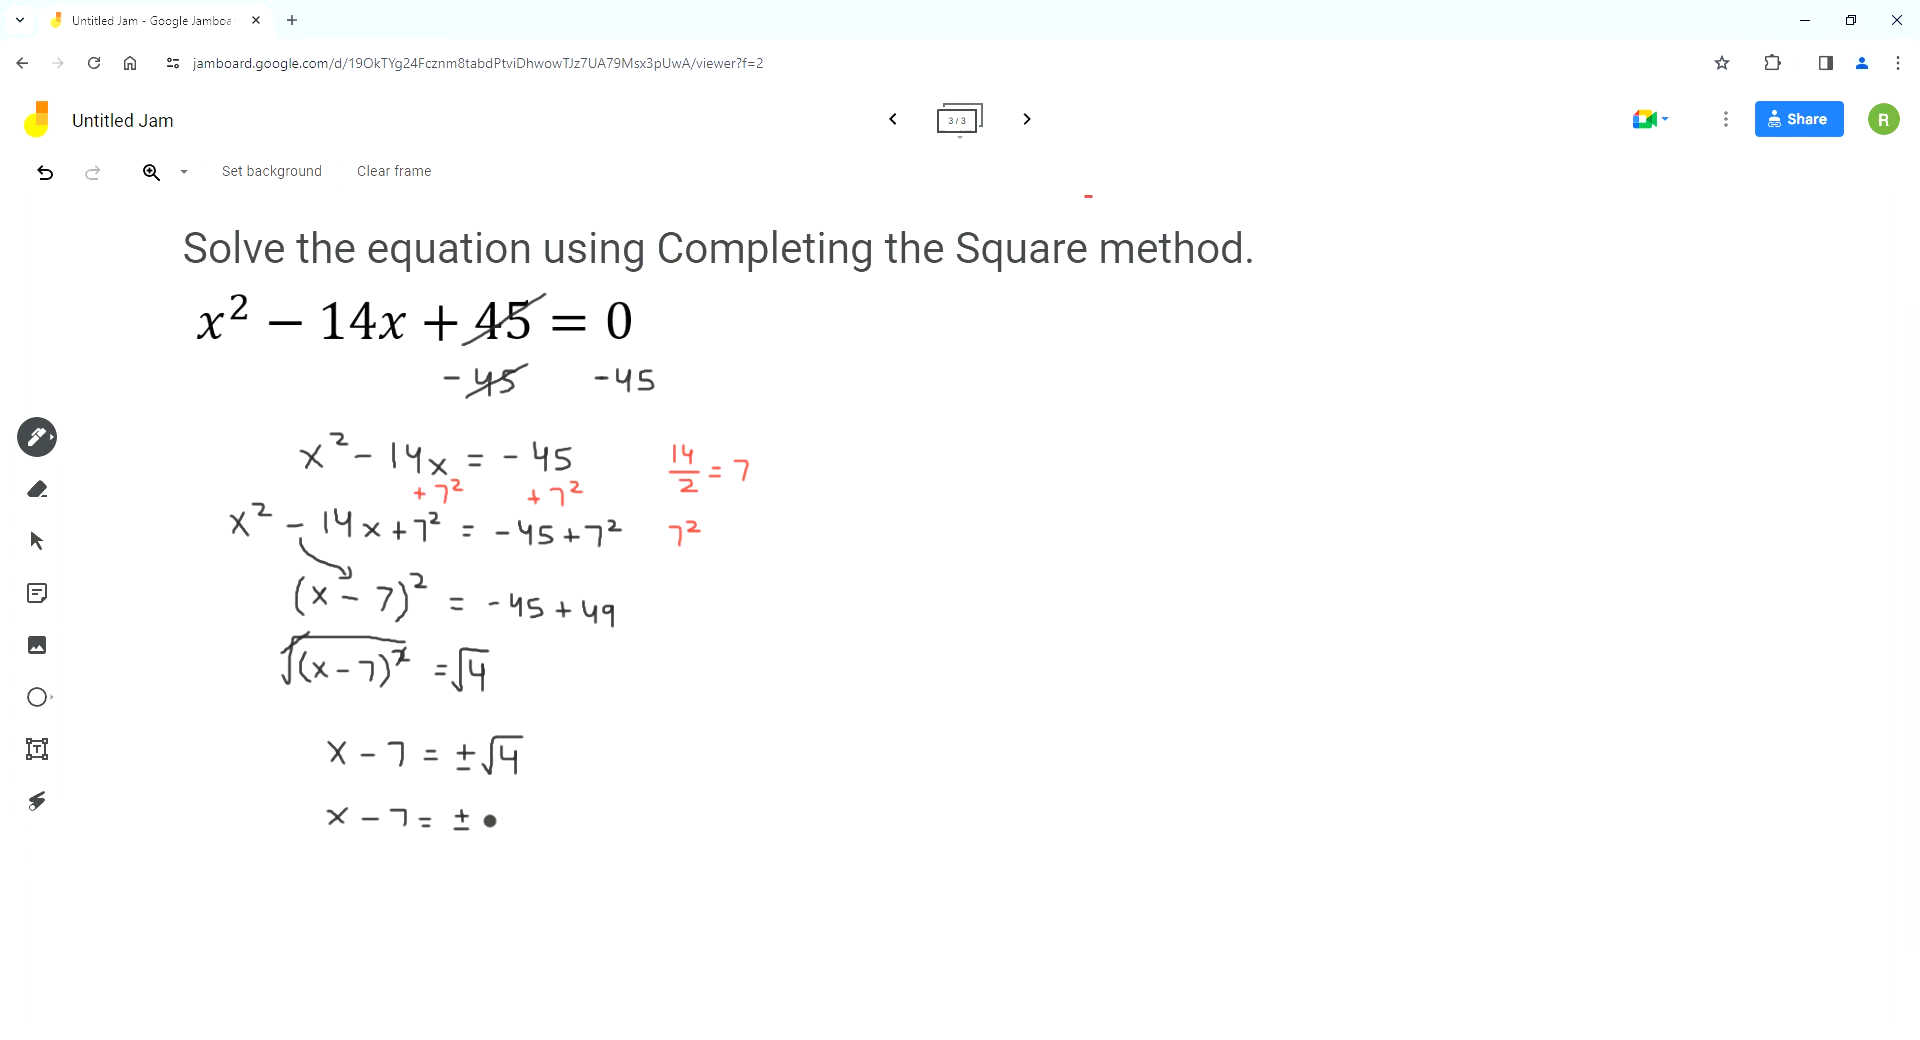 Untitled Jam - Google Jamboa
jamboard.google.com/d/19OkTYg24Fcznm8tabdPtviDhwowTJz7UA79Msx3pUwA/viewer?f=2
Untitled Jam
3 / 3
Share
R
Set background Clear frame
Solve the equation using Completing the Square method.
x² − 14x + 45 = 0
- 45 - 45
x² - 14x = - 45
+ 7² + 7²
14/2 = 7
x² - 14x + 7² = - 45 + 7²
7²
(x - 7)² = - 45 + 49
√(x - 7)² = √4
x - 7 = ± √4
x - 7 = ±